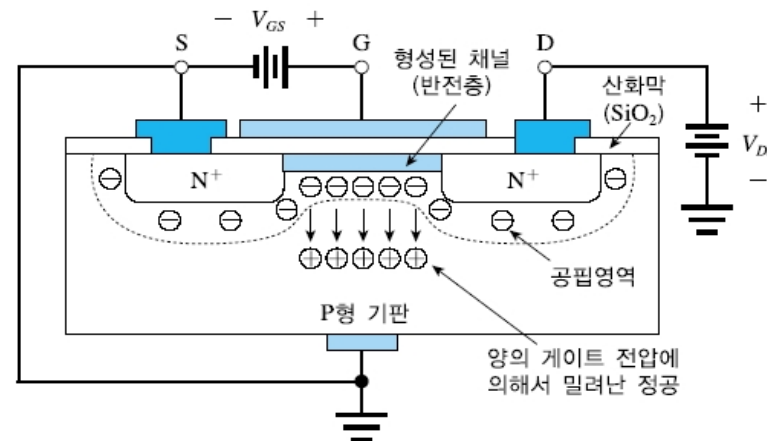 − V_GS +
S
G
D
형성된 채널
(반전층)
산화막
(SiO₂)
+
V_D
−
N⁺
N⁺
공핍영역
P형 기판
양의 게이트 전압에
의해서 밀려난 정공